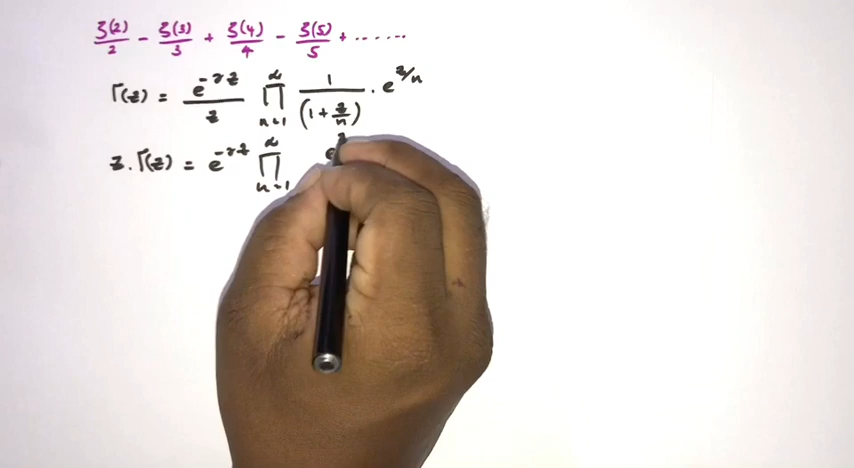 ζ(2)/2 - ζ(3)/3 + ζ(4)/4 - ζ(5)/5 + ......
Γ(z) = e^{-γz}/z ∏_{n=1}^{∞} 1/(1 + z/n) . e^{z/n}
z . Γ(z) = e^{-γz} ∏_{n=1}^{∞} e